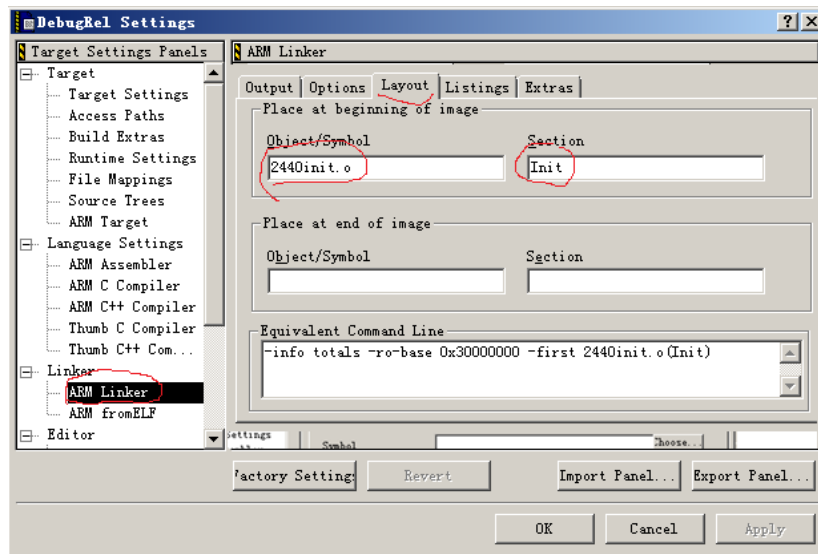 DebugRel Settings
Target Settings Panels
Target
Target Settings
Access Paths
Build Extras
Runtime Settings
File Mappings
Source Trees
ARM Target
Language Settings
ARM Assembler
ARM C Compiler
ARM C++ Compiler
Thumb C Compiler
Thumb C++ Com...
Linker
ARM Linker
ARM fromELF
Editor
ARM Linker
Output Options Layout Listings Extras
Place at beginning of image
Object/Symbol Section
2440init.o Init
Place at end of image
Object/Symbol Section
Equivalent Command Line
-info totals -ro-base 0x30000000 -first 2440init.o(Init)
ettings Symbol Choose...
Factory Setting Revert Import Panel... Export Panel...
OK Cancel Apply